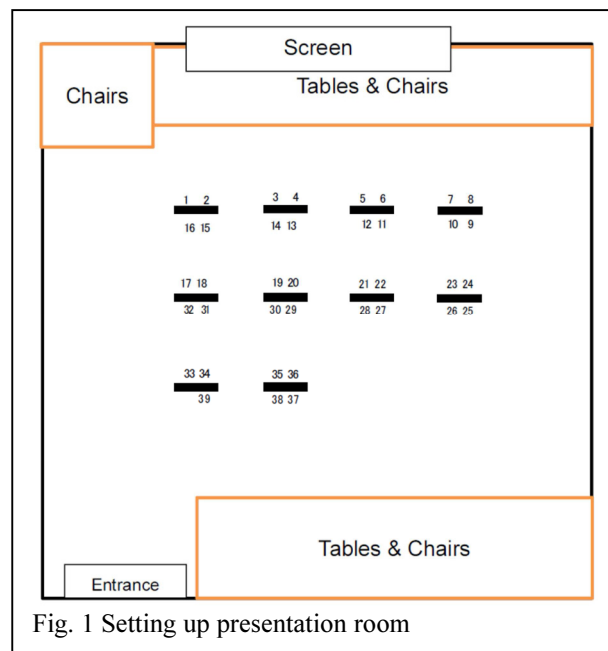 Screen
Chairs
Tables & Chairs
1 2 3 4 5 6 7 8
16 15 14 13 12 11 10 9
17 18 19 20 21 22 23 24
32 31 30 29 28 27 26 25
33 34 35 36
39 38 37
Tables & Chairs
Entrance
Fig. 1 Setting up presentation room